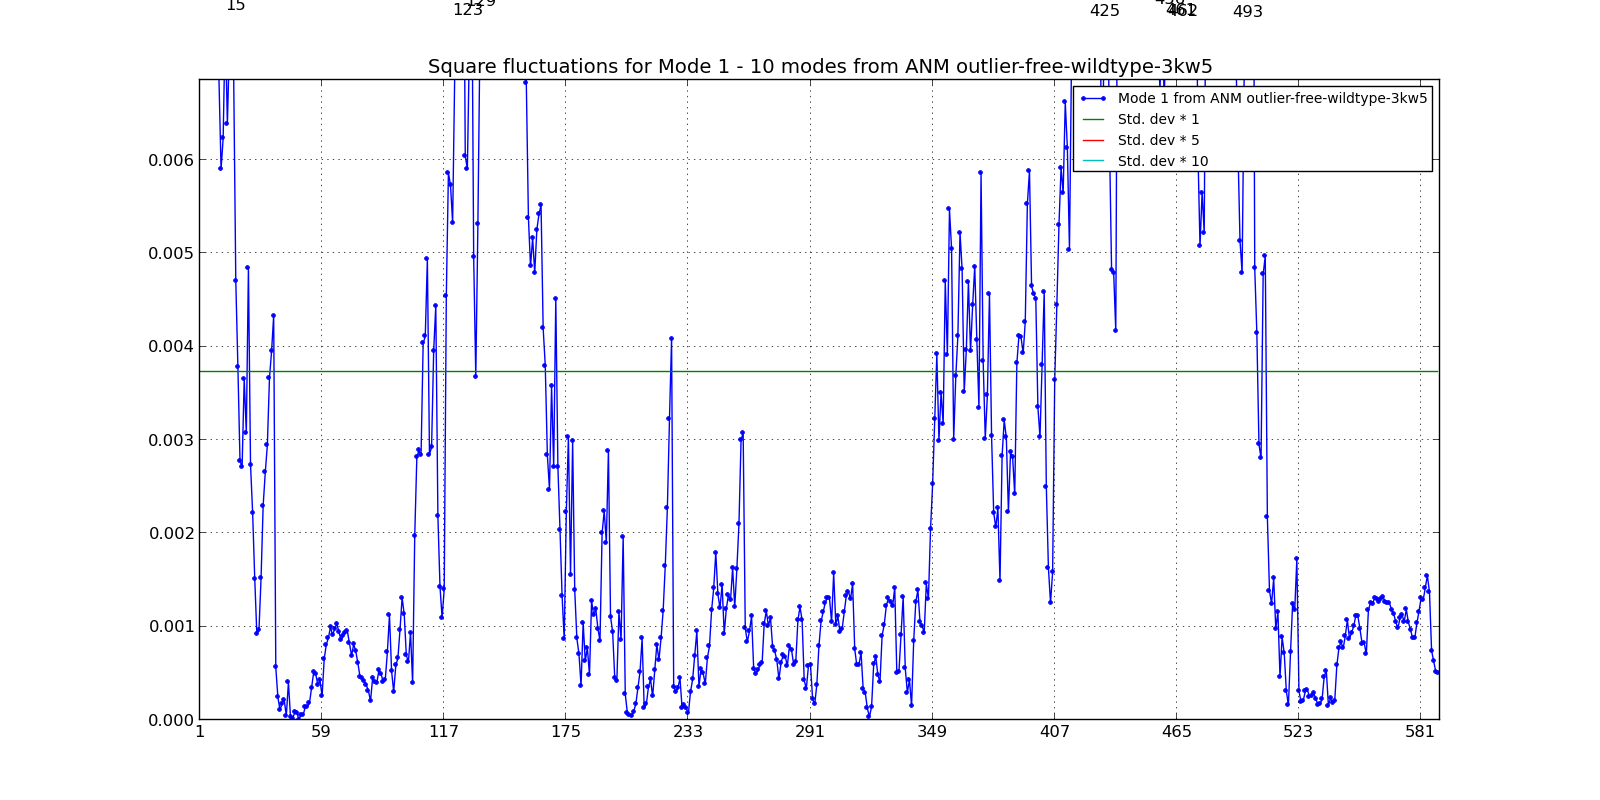 15 123 129 425 461 462 493
Square fluctuations for Mode 1 - 10 modes from ANM outlier-free-wildtype-3kw5
Mode 1 from ANM outlier-free-wildtype-3kw5
Std. dev * 1
Std. dev * 5
Std. dev * 10
0.006
0.005
0.004
0.003
0.002
0.001
0.000
1 59 117 175 233 291 349 407 465 523 581